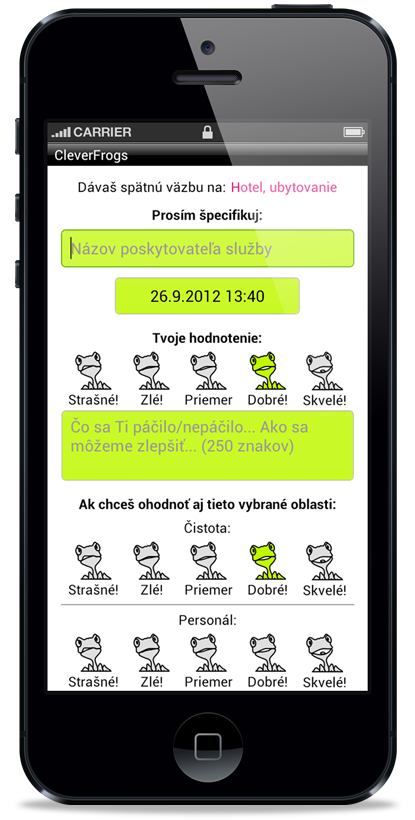 CARRIER
CleverFrogs
Dávaš spätnú väzbu na: Hotel, ubytovanie
Prosím špecifikuj:
Názov poskytovateľa služby
26.9.2012 13:40
Tvoje hodnotenie:
Strašné! Zlé! Priemer Dobré! Skvelé!
Čo sa Ti páčilo/nepáčilo... Ako sa
môžeme zlepšiť... (250 znakov)
Ak chceš ohodnoť aj tieto vybrané oblasti:
Čistota:
Strašné! Zlé! Priemer Dobré! Skvelé!
Personál:
Strašné! Zlé! Priemer Dobré! Skvelé!